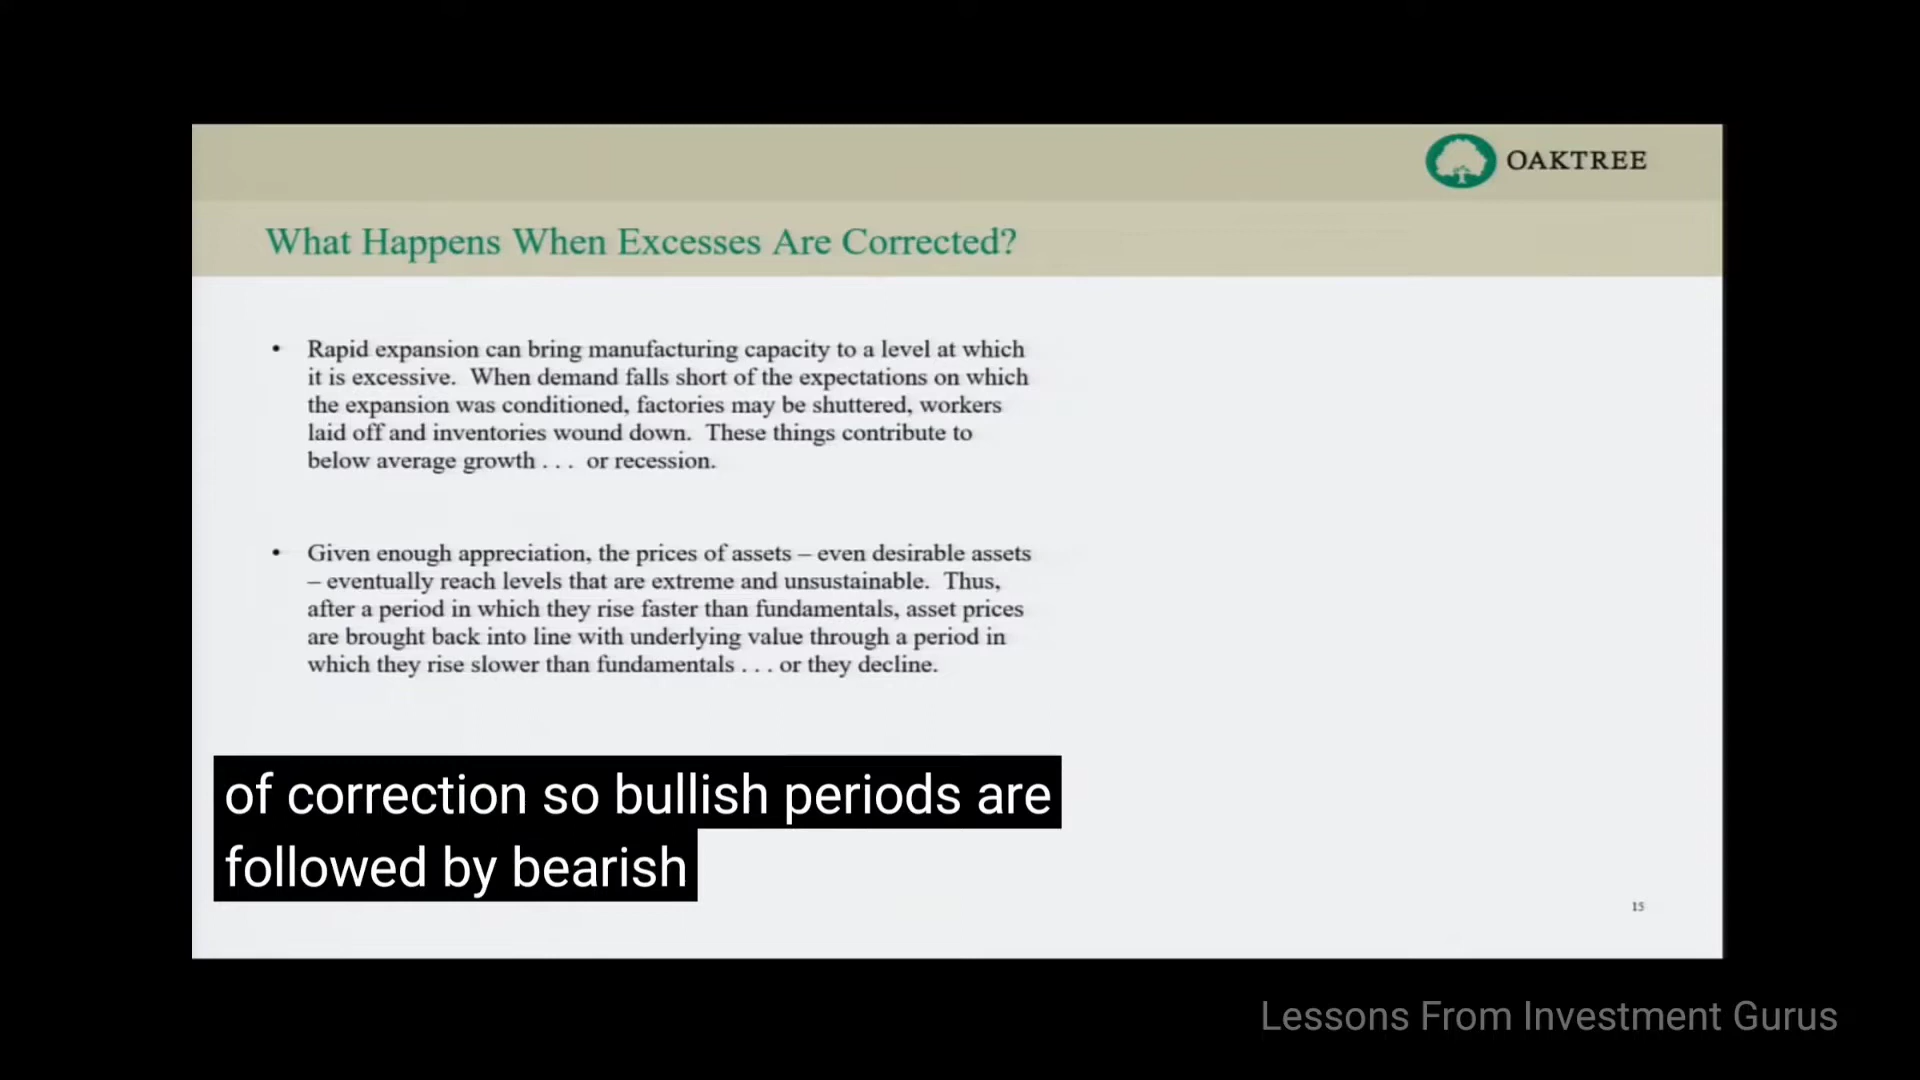 OAKTREE
What Happens When Excesses Are Corrected?
• Rapid expansion can bring manufacturing capacity to a level at which
it is excessive.  When demand falls short of the expectations on which
the expansion was conditioned, factories may be shuttered, workers
laid off and inventories wound down.  These things contribute to
below average growth . . .  or recession.
• Given enough appreciation, the prices of assets – even desirable assets
– eventually reach levels that are extreme and unsustainable.  Thus,
after a period in which they rise faster than fundamentals, asset prices
are brought back into line with underlying value through a period in
which they rise slower than fundamentals . . . or they decline.
of correction so bullish periods are
followed by bearish
15
Lessons From Investment Gurus